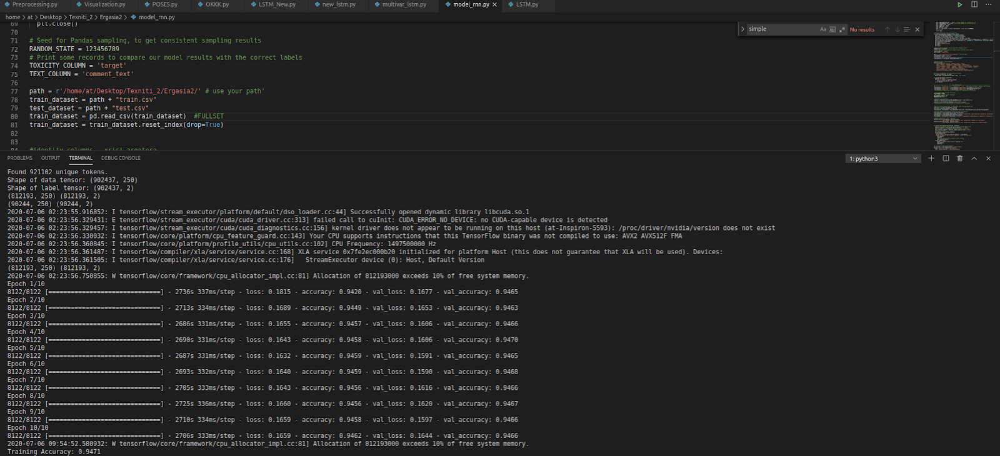 Preprocessing.py Visualization.py POSES.py OKKK.py LSTM_New.py new_lstm.py multivar_lstm.py model_rnn.py × LSTM.py
home > at > Desktop > Texniti_2 > Ergasia2 > model_rnn.py
simple Aa Abl .* No results
69 plt.close()
70
71 # Seed for Pandas sampling, to get consistent sampling results
72 RANDOM_STATE = 123456789
73 # Print some records to compare our model results with the correct labels
74 TOXICITY_COLUMN = 'target'
75 TEXT_COLUMN = 'comment_text'
76
77 path = r'/home/at/Desktop/Texniti_2/Ergasia2/' # use your path'
78 train_dataset = path + "train.csv"
79 test_dataset = path + "test.csv"
80 train_dataset = pd.read_csv(train_dataset)  #FULLSET
81 train_dataset = train_dataset.reset_index(drop=True)
82
83
84 #identity columns xrisi argotera
PROBLEMS OUTPUT TERMINAL DEBUG CONSOLE 1: python3
Found 921102 unique tokens.
Shape of data tensor: (902437, 250)
Shape of label tensor: (902437, 2)
(812193, 250) (812193, 2)
(90244, 250) (90244, 2)
2020-07-06 02:23:55.916852: I tensorflow/stream_executor/platform/default/dso_loader.cc:44] Successfully opened dynamic library libcuda.so.1
2020-07-06 02:23:56.329431: E tensorflow/stream_executor/cuda/cuda_driver.cc:313] failed call to cuInit: CUDA_ERROR_NO_DEVICE: no CUDA-capable device is detected
2020-07-06 02:23:56.329457: I tensorflow/stream_executor/cuda/cuda_diagnostics.cc:156] kernel driver does not appear to be running on this host (at-Inspiron-5593): /proc/driver/nvidia/version does not exist
2020-07-06 02:23:56.330032: I tensorflow/core/platform/cpu_feature_guard.cc:143] Your CPU supports instructions that this TensorFlow binary was not compiled to use: AVX2 AVX512F FMA
2020-07-06 02:23:56.360845: I tensorflow/core/platform/profile_utils/cpu_utils.cc:102] CPU Frequency: 1497500000 Hz
2020-07-06 02:23:56.361487: I tensorflow/compiler/xla/service/service.cc:168] XLA service 0x7fe2ec000b20 initialized for platform Host (this does not guarantee that XLA will be used). Devices:
2020-07-06 02:23:56.361505: I tensorflow/compiler/xla/service/service.cc:176]   StreamExecutor device (0): Host, Default Version
(812193, 250) (812193, 2)
2020-07-06 02:23:56.750855: W tensorflow/core/framework/cpu_allocator_impl.cc:81] Allocation of 812193000 exceeds 10% of free system memory.
Epoch 1/10
8122/8122 [==============================] - 2736s 337ms/step - loss: 0.1815 - accuracy: 0.9420 - val_loss: 0.1677 - val_accuracy: 0.9465
Epoch 2/10
8122/8122 [==============================] - 2713s 334ms/step - loss: 0.1689 - accuracy: 0.9449 - val_loss: 0.1653 - val_accuracy: 0.9463
Epoch 3/10
8122/8122 [==============================] - 2686s 331ms/step - loss: 0.1655 - accuracy: 0.9457 - val_loss: 0.1606 - val_accuracy: 0.9466
Epoch 4/10
8122/8122 [==============================] - 2690s 331ms/step - loss: 0.1643 - accuracy: 0.9458 - val_loss: 0.1606 - val_accuracy: 0.9470
Epoch 5/10
8122/8122 [==============================] - 2687s 331ms/step - loss: 0.1632 - accuracy: 0.9459 - val_loss: 0.1591 - val_accuracy: 0.9465
Epoch 6/10
8122/8122 [==============================] - 2693s 332ms/step - loss: 0.1640 - accuracy: 0.9459 - val_loss: 0.1590 - val_accuracy: 0.9468
Epoch 7/10
8122/8122 [==============================] - 2705s 333ms/step - loss: 0.1643 - accuracy: 0.9456 - val_loss: 0.1616 - val_accuracy: 0.9466
Epoch 8/10
8122/8122 [==============================] - 2725s 336ms/step - loss: 0.1660 - accuracy: 0.9456 - val_loss: 0.1620 - val_accuracy: 0.9467
Epoch 9/10
8122/8122 [==============================] - 2710s 334ms/step - loss: 0.1659 - accuracy: 0.9458 - val_loss: 0.1597 - val_accuracy: 0.9466
Epoch 10/10
8122/8122 [==============================] - 2706s 333ms/step - loss: 0.1659 - accuracy: 0.9462 - val_loss: 0.1644 - val_accuracy: 0.9466
2020-07-06 09:54:52.580932: W tensorflow/core/framework/cpu_allocator_impl.cc:81] Allocation of 812193000 exceeds 10% of free system memory.
Training Accuracy: 0.9471